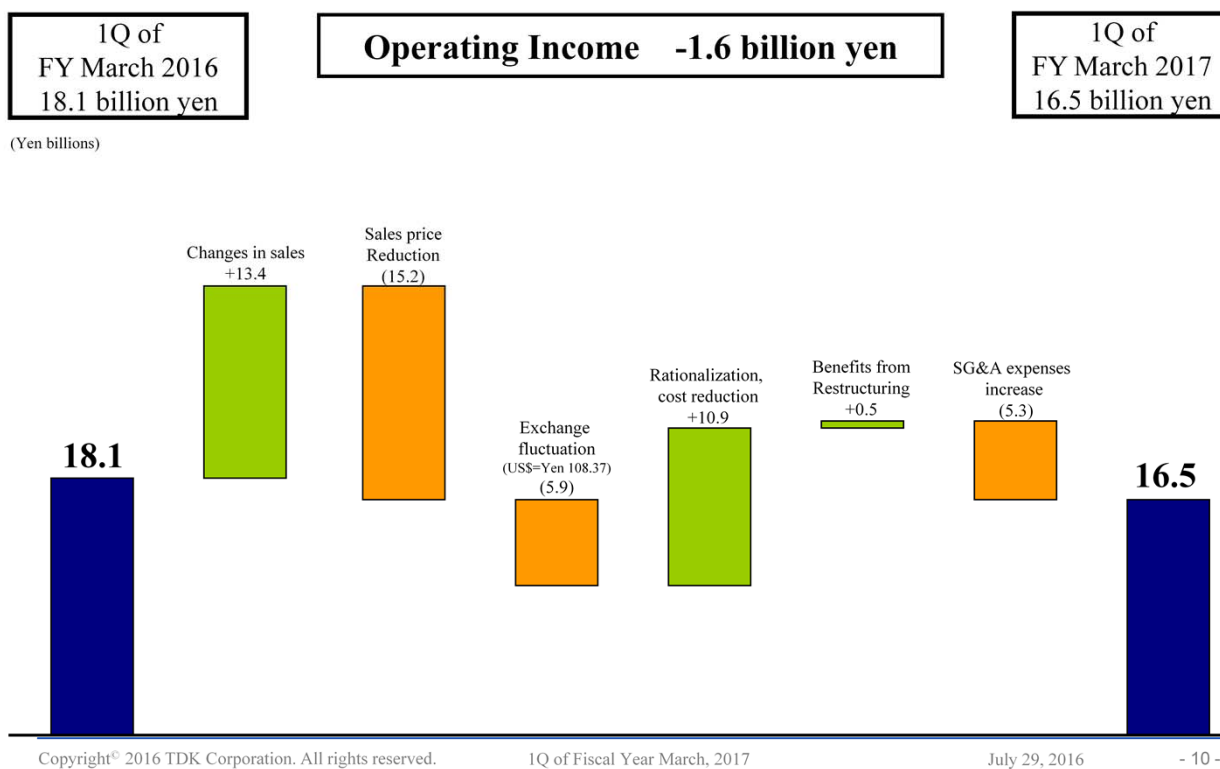 1Q of
FY March 2016
18.1 billion yen
Operating Income -1.6 billion yen
1Q of
FY March 2017
16.5 billion yen
(Yen billions)
18.1
Changes in sales
+13.4
Sales price
Reduction
(15.2)
Exchange
fluctuation
(US$=Yen 108.37)
(5.9)
Rationalization,
cost reduction
+10.9
Benefits from
Restructuring
+0.5
SG&A expenses
increase
(5.3)
16.5
Copyright© 2016 TDK Corporation. All rights reserved.
1Q of Fiscal Year March, 2017
July 29, 2016
- 10 -